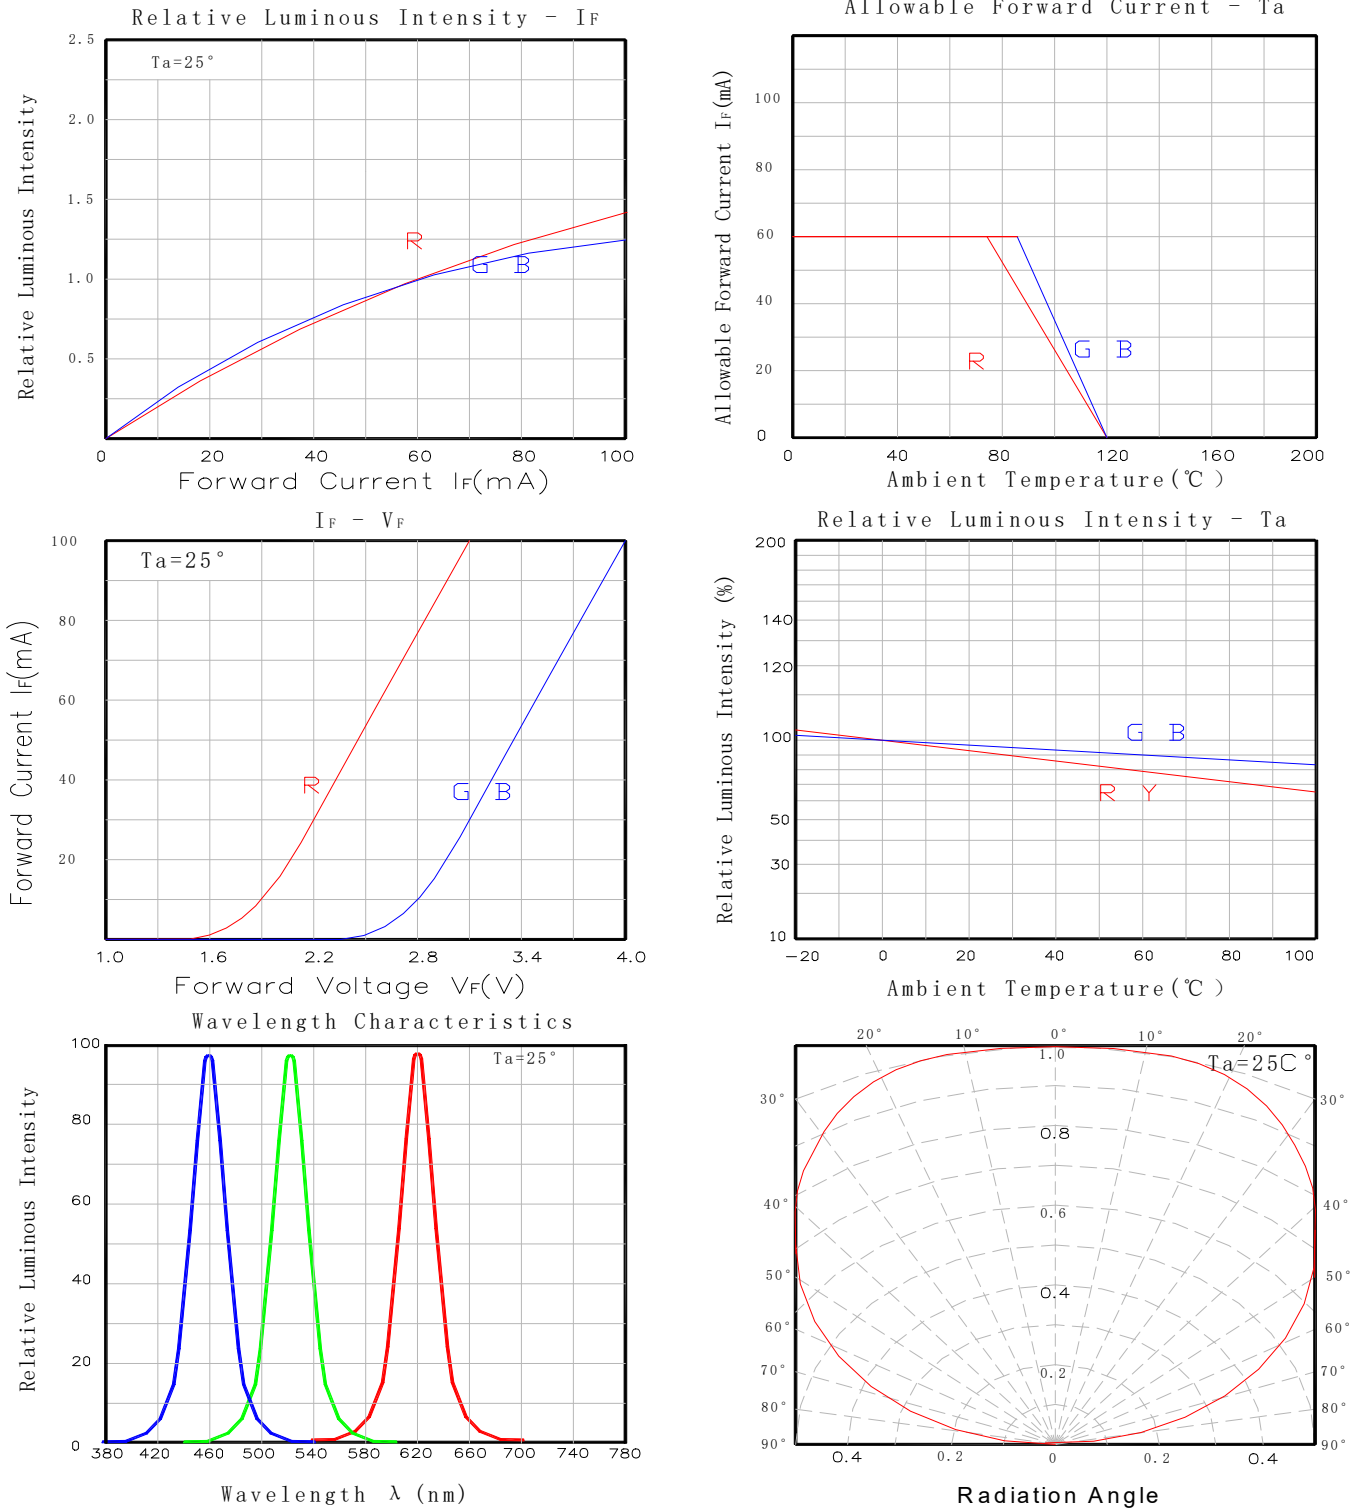 Relative Luminous Intensity - IF
Relative Luminous Intensity
2.5
2.0
1.5
1.0
0.5
Ta=25°
R
G B
0 20 40 60 80 100
Forward Current IF(mA)
Allowable Forward Current - Ta
Allowable Forward Current IF(mA)
100
80
60
40
20
0
R
G B
0 40 80 120 160 200
Ambient Temperature(℃)
IF - VF
Forward Current IF(mA)
100
80
60
40
20
Ta=25°
R
G B
1.0 1.6 2.2 2.8 3.4 4.0
Forward Voltage VF(V)
Relative Luminous Intensity - Ta
Relative Luminous Intensity (%)
200
140
120
100
50
30
10
G B
R Y
-20 0 20 40 60 80 100
Ambient Temperature(℃)
Wavelength Characteristics
Relative Luminous Intensity
100
80
60
40
20
0
Ta=25°
380 420 460 500 540 580 620 660 700 740 780
Wavelength λ (nm)
20° 10° 0° 10° 20°
1.0
Ta=25C°
30° 30°
0.8
40° 0.6 40°
50° 0.4 50°
60° 60°
70° 0.2 70°
80° 80°
90° 90°
0.4 0.2 0 0.2 0.4
Radiation Angle